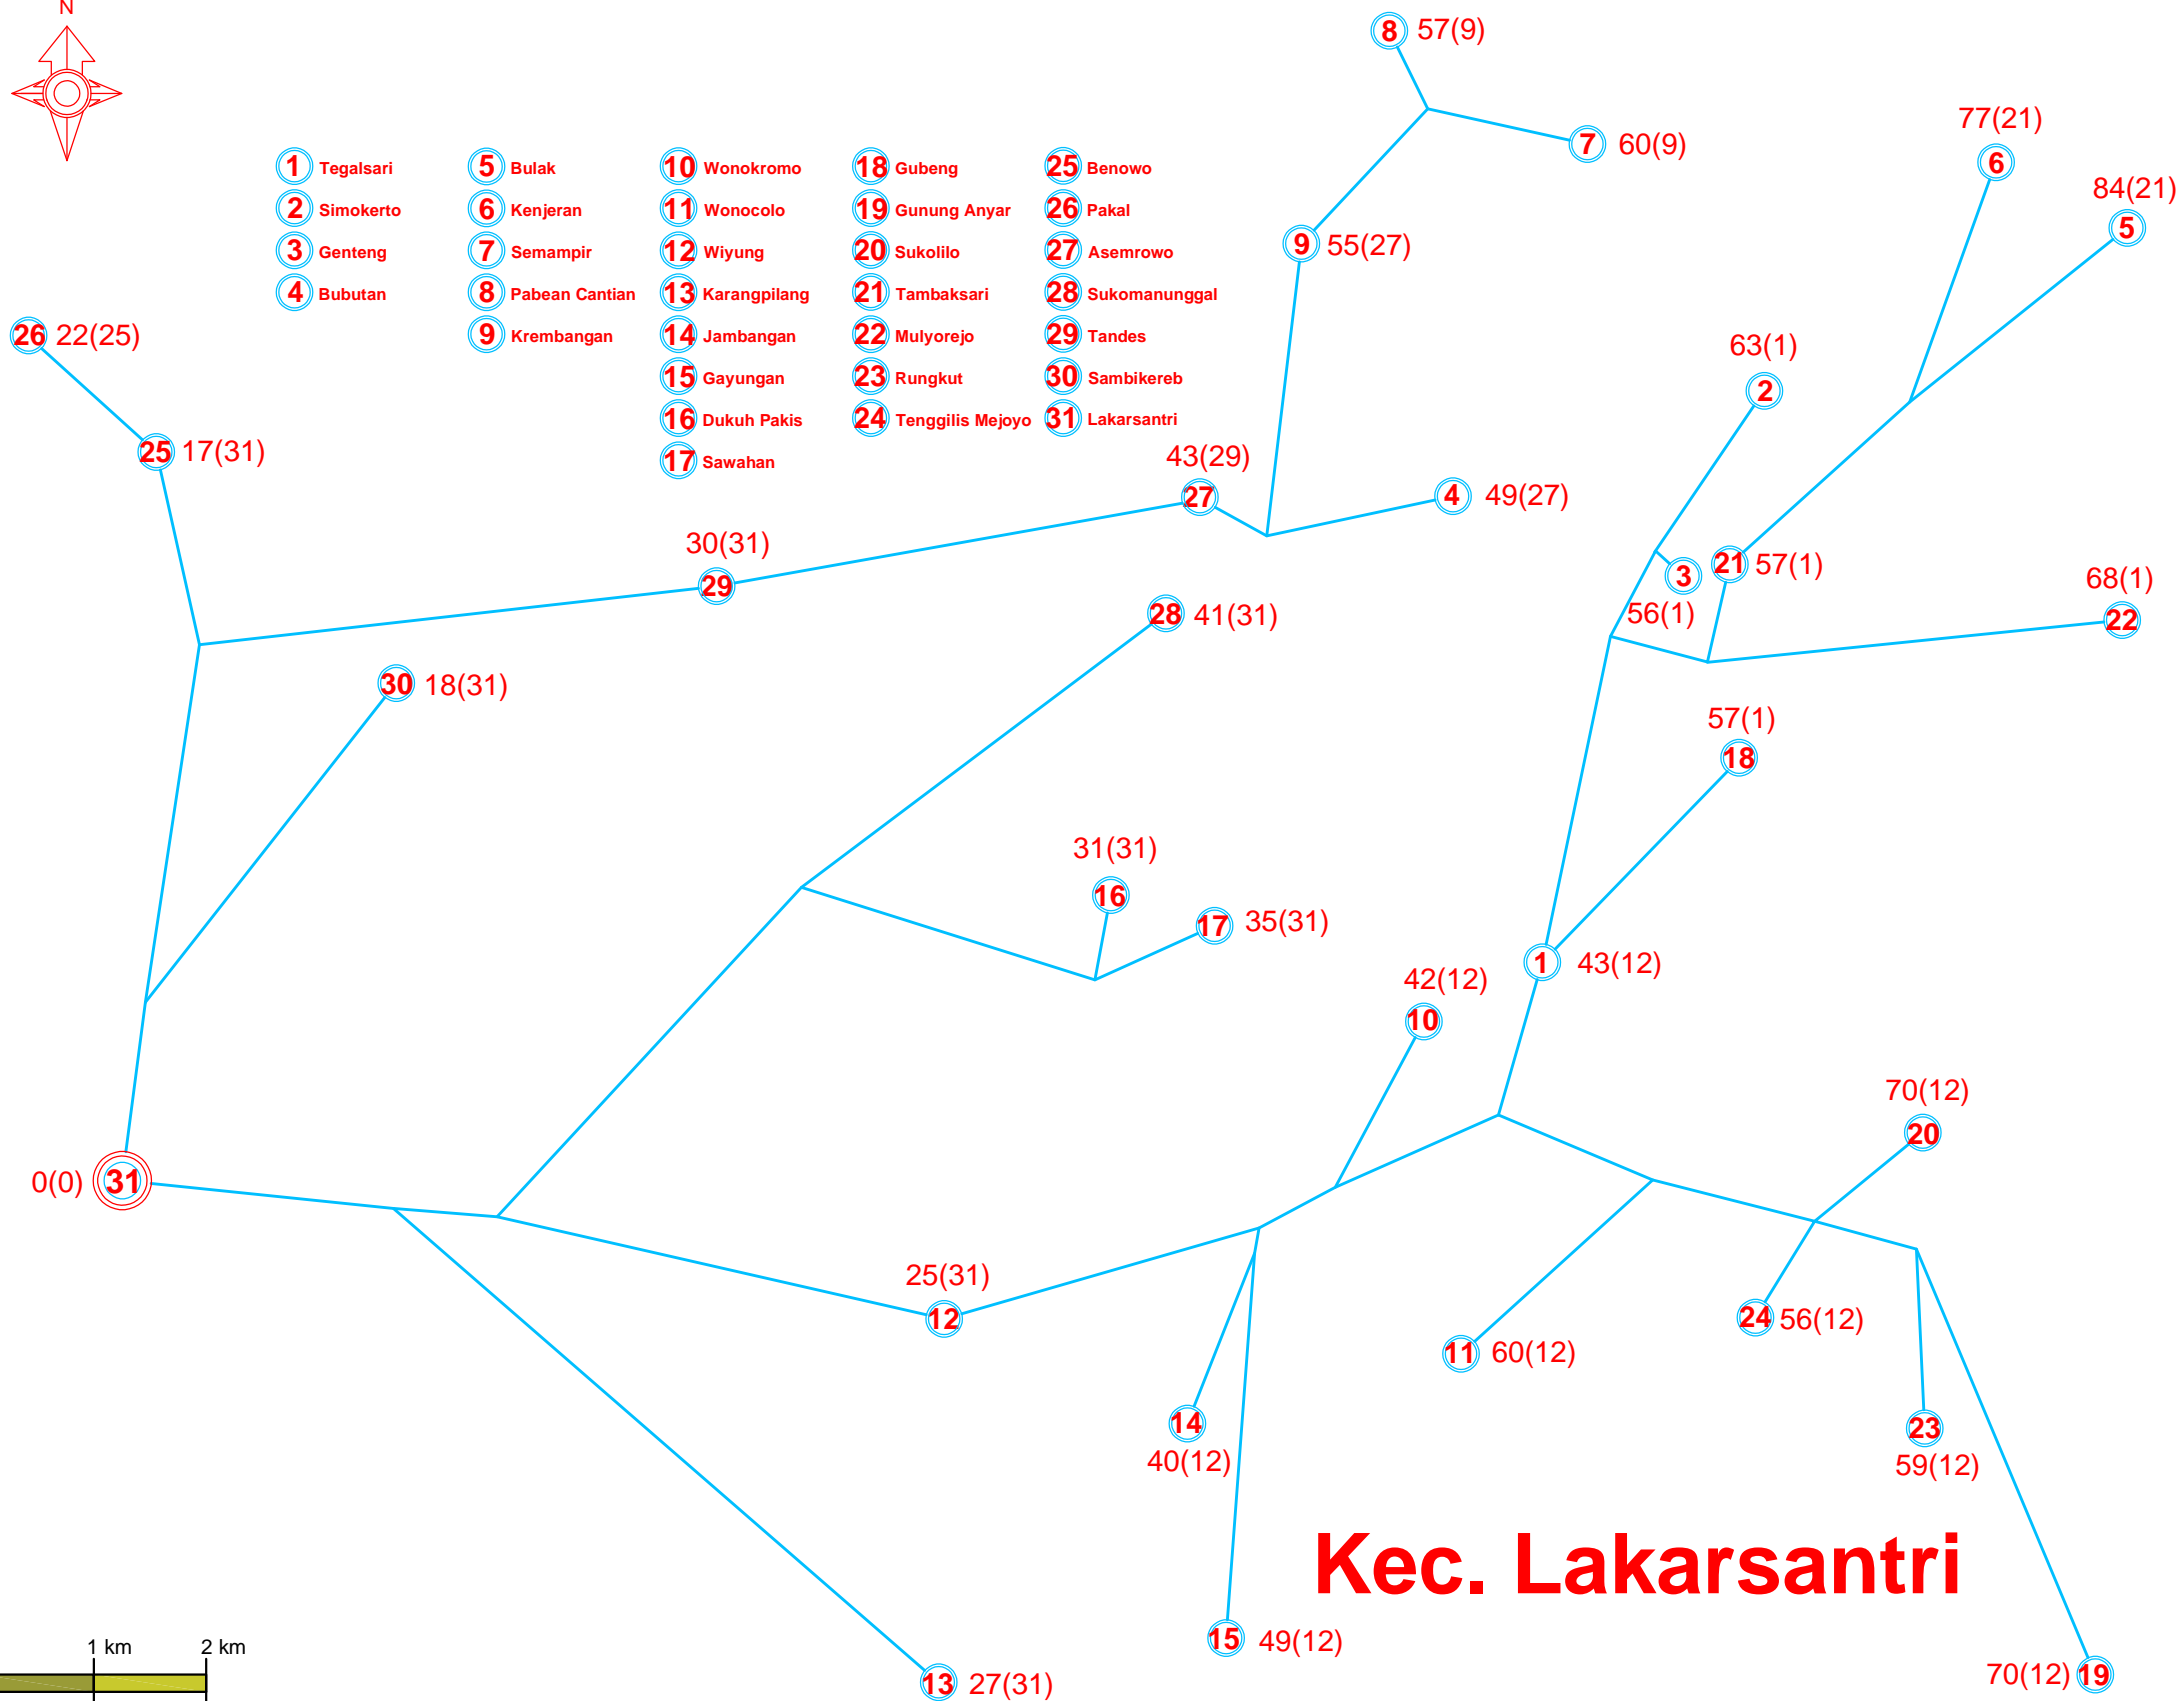 N
8 57(9)
7 60(9)
77(21)
6
84(21)
5
9 55(27)
1 Tegalsari
2 Simokerto
3 Genteng
4 Bubutan
5 Bulak
6 Kenjeran
7 Semampir
8 Pabean Cantian
9 Krembangan
10 Wonokromo
11 Wonocolo
12 Wiyung
13 Karangpilang
14 Jambangan
15 Gayungan
16 Dukuh Pakis
17 Sawahan
18 Gubeng
19 Gunung Anyar
20 Sukolilo
21 Tambaksari
22 Mulyorejo
23 Rungkut
24 Tenggilis Mejoyo
25 Benowo
26 Pakal
27 Asemrowo
28 Sukomanunggal
29 Tandes
30 Sambikereb
31 Lakarsantri
26 22(25)
25 17(31)
63(1)
2
43(29)
27
4 49(27)
30(31)
29
28 41(31)
3
56(1)
21 57(1)
68(1)
22
30 18(31)
57(1)
18
31(31)
16
17 35(31)
1 43(12)
42(12)
10
70(12)
20
0(0) 31
25(31)
12
24 56(12)
11 60(12)
14
40(12)
23
59(12)
Kec. Lakarsantri
15 49(12)
13 27(31)
70(12) 19
1 km 2 km